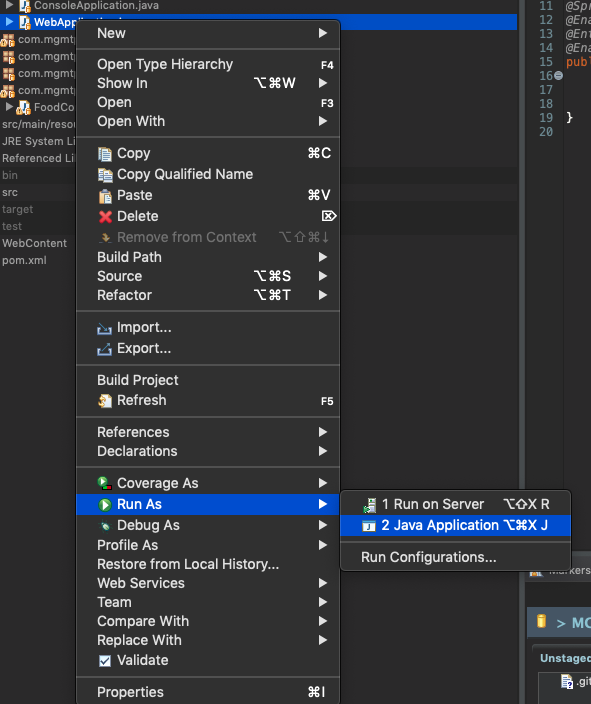 ConsoleApplication.java
WebApplication.j
com.mgmt
com.mgmt
com.mgmt
com.mgmt
FoodCo
src/main/resou
JRE System Li
Referenced Li
bin
src
target
test
WebContent
pom.xml
New
Open Type Hierarchy F4
Show In ⌥⌘W
Open F3
Open With
Copy ⌘C
Copy Qualified Name
Paste ⌘V
Delete ⌦
Remove from Context ⌥⇧⌘↓
Build Path
Source ⌥⌘S
Refactor ⌥⌘T
Import...
Export...
Build Project
Refresh F5
References
Declarations
Coverage As
Run As
Debug As
Profile As
Restore from Local History...
Web Services
Team
Compare With
Replace With
Validate
Properties ⌘I
1 Run on Server ⌥⇧X R
2 Java Application ⌥⌘X J
Run Configurations...
11 @Spr
12 @Ena
13 @Ent
14 @Ena
15 publ
16
17
18
19 }
20
Markers
> MC
Unstaged
.git